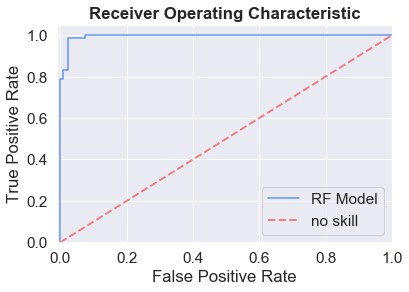 Receiver Operating Characteristic
True Positive Rate
1.0
0.8
0.6
0.4
0.2
0.0
RF Model
no skill
0.0 0.2 0.4 0.6 0.8 1.0
False Positive Rate